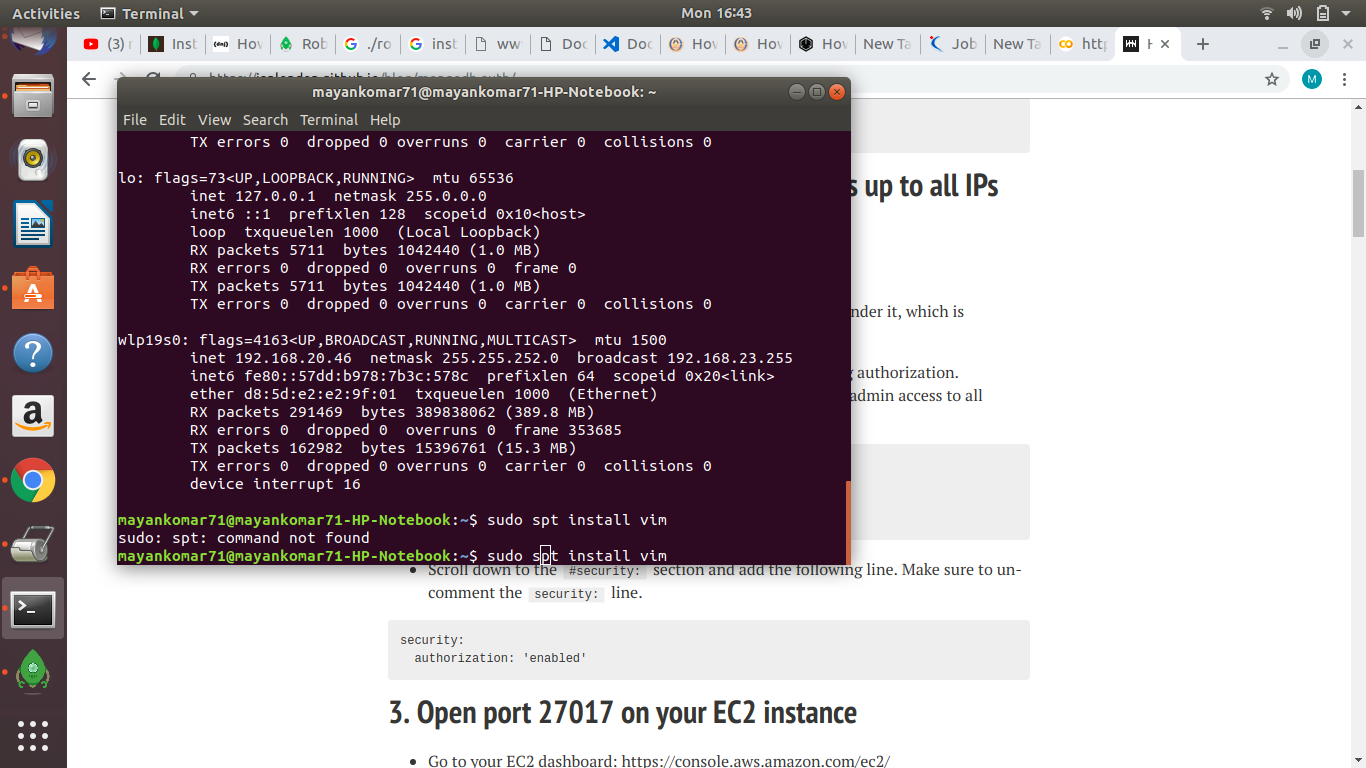 Activities Terminal Mon 16:43
(3) Inst Hov Rob ./ro inst ww Doc Doc Hov Hov Hov New Ta Job New Ta http H
M
mayankomar71@mayankomar71-HP-Notebook: ~
File Edit View Search Terminal Help
TX errors 0 dropped 0 overruns 0 carrier 0 collisions 0
lo: flags=73<UP,LOOPBACK,RUNNING> mtu 65536
inet 127.0.0.1 netmask 255.0.0.0
inet6 ::1 prefixlen 128 scopeid 0x10<host>
loop txqueuelen 1000 (Local Loopback)
RX packets 5711 bytes 1042440 (1.0 MB)
RX errors 0 dropped 0 overruns 0 frame 0
TX packets 5711 bytes 1042440 (1.0 MB)
TX errors 0 dropped 0 overruns 0 carrier 0 collisions 0
wlp19s0: flags=4163<UP,BROADCAST,RUNNING,MULTICAST> mtu 1500
inet 192.168.20.46 netmask 255.255.252.0 broadcast 192.168.23.255
inet6 fe80::57dd:b978:7b3c:578c prefixlen 64 scopeid 0x20<link>
ether d8:5d:e2:e2:9f:01 txqueuelen 1000 (Ethernet)
RX packets 291469 bytes 389838062 (389.8 MB)
RX errors 0 dropped 0 overruns 0 frame 353685
TX packets 162982 bytes 15396761 (15.3 MB)
TX errors 0 dropped 0 overruns 0 carrier 0 collisions 0
device interrupt 16
mayankomar71@mayankomar71-HP-Notebook:~$ sudo spt install vim
sudo: spt: command not found
mayankomar71@mayankomar71-HP-Notebook:~$ sudo spt install vim
s up to all IPs
nder it, which is
authorization.
admin access to all
Scroll down to the #security: section and add the following line. Make sure to un-
comment the security: line.
security:
authorization: 'enabled'
3. Open port 27017 on your EC2 instance
Go to your EC2 dashboard: https://console.aws.amazon.com/ec2/